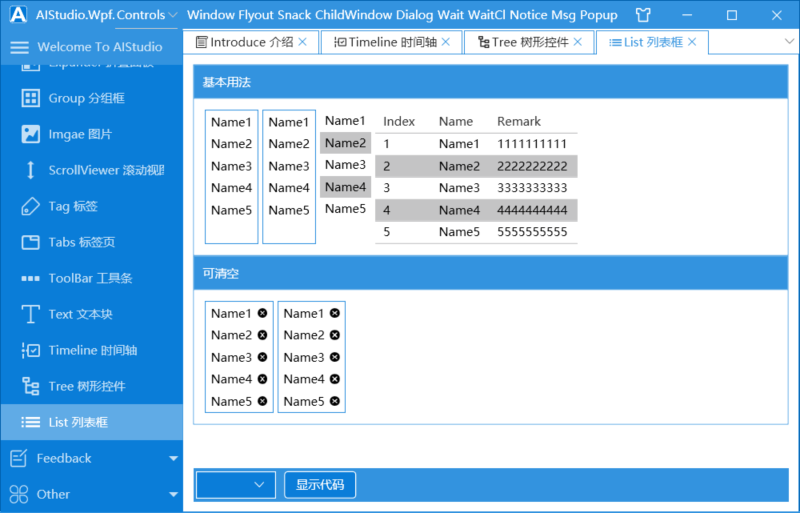 AIStudio.Wpf.Controls Window Flyout Snack ChildWindow Dialog Wait WaitCl Notice Msg Popup
Welcome To AIStudio
Introduce 介绍 Timeline 时间轴 Tree 树形控件 List 列表框
Group 分组框
Imgae 图片
ScrollViewer 滚动视
Tag 标签
Tabs 标签页
ToolBar 工具条
Text 文本块
Timeline 时间轴
Tree 树形控件
List 列表框
Feedback
Other
基本用法
Name1 Name1 Name1 Index Name Remark
Name2 Name2 Name2 1 Name1 1111111111
Name3 Name3 Name3 2 Name2 2222222222
Name4 Name4 Name4 3 Name3 3333333333
Name5 Name5 Name5 4 Name4 4444444444
5 Name5 5555555555
可清空
Name1 Name1
Name2 Name2
Name3 Name3
Name4 Name4
Name5 Name5
显示代码